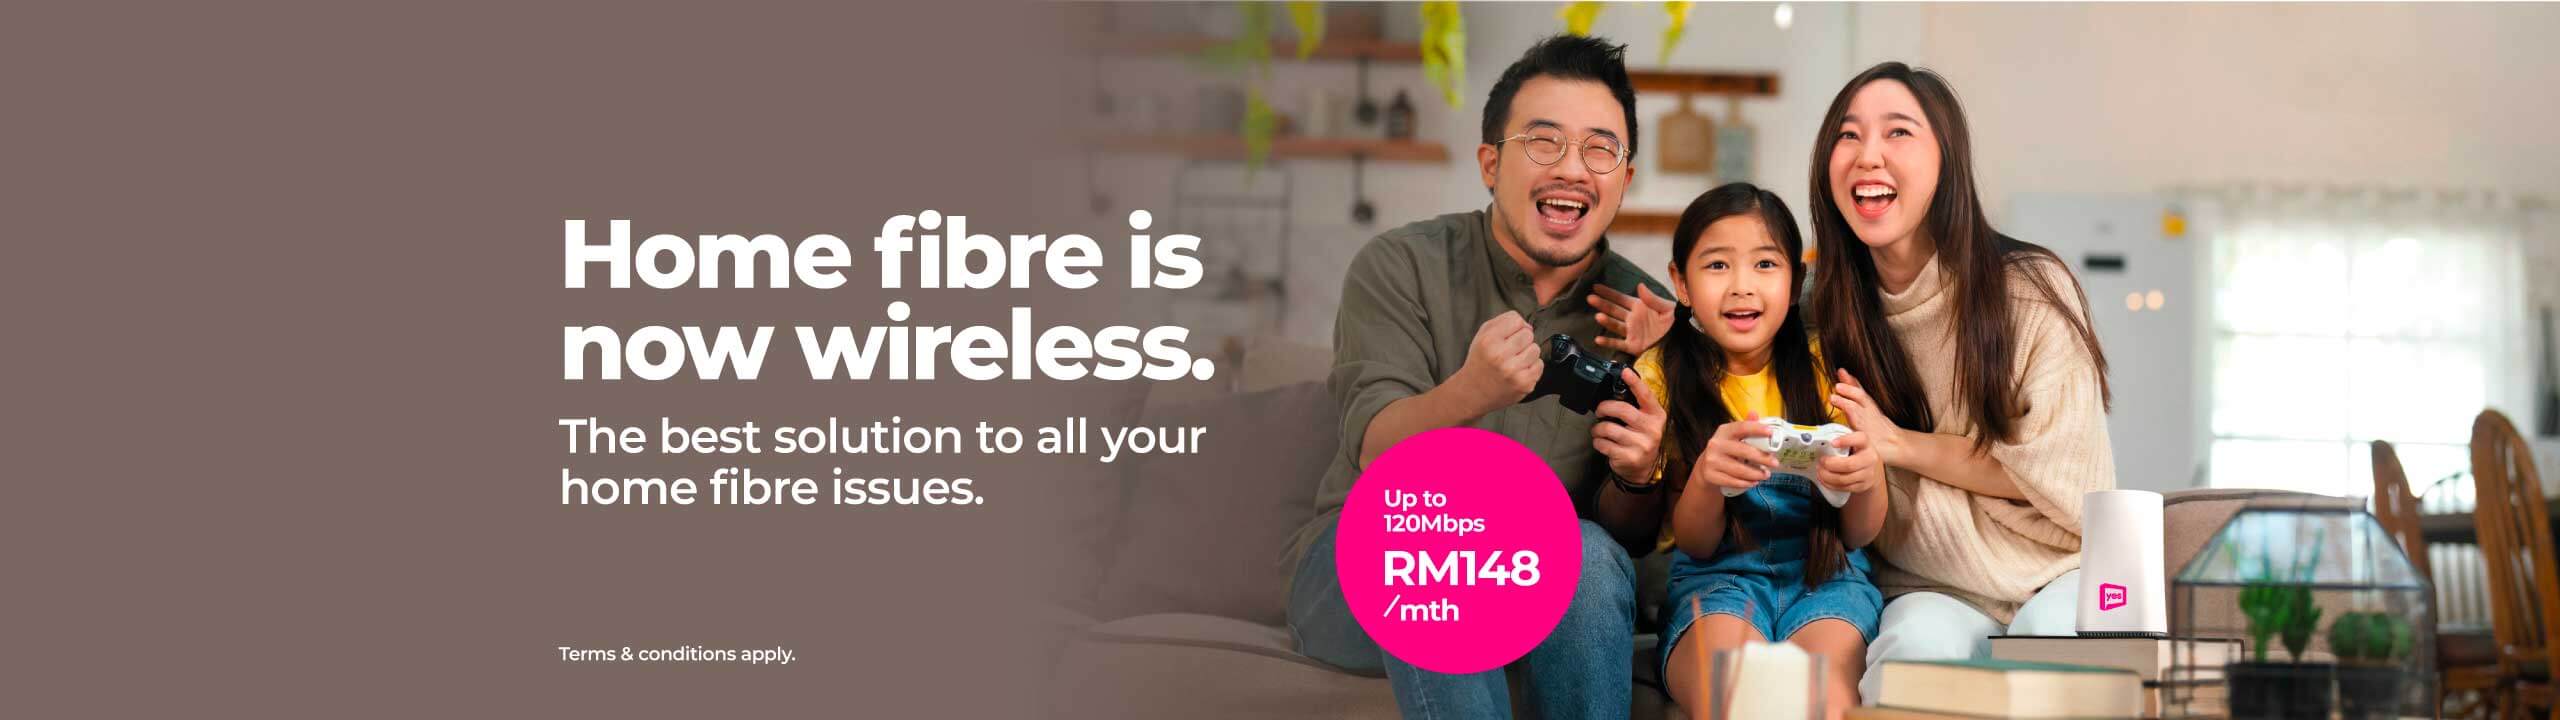 Home fibre is
now wireless.
The best solution to all your
home fibre issues.
Terms & conditions apply.
Up to
120Mbps
RM148
/mth
yes